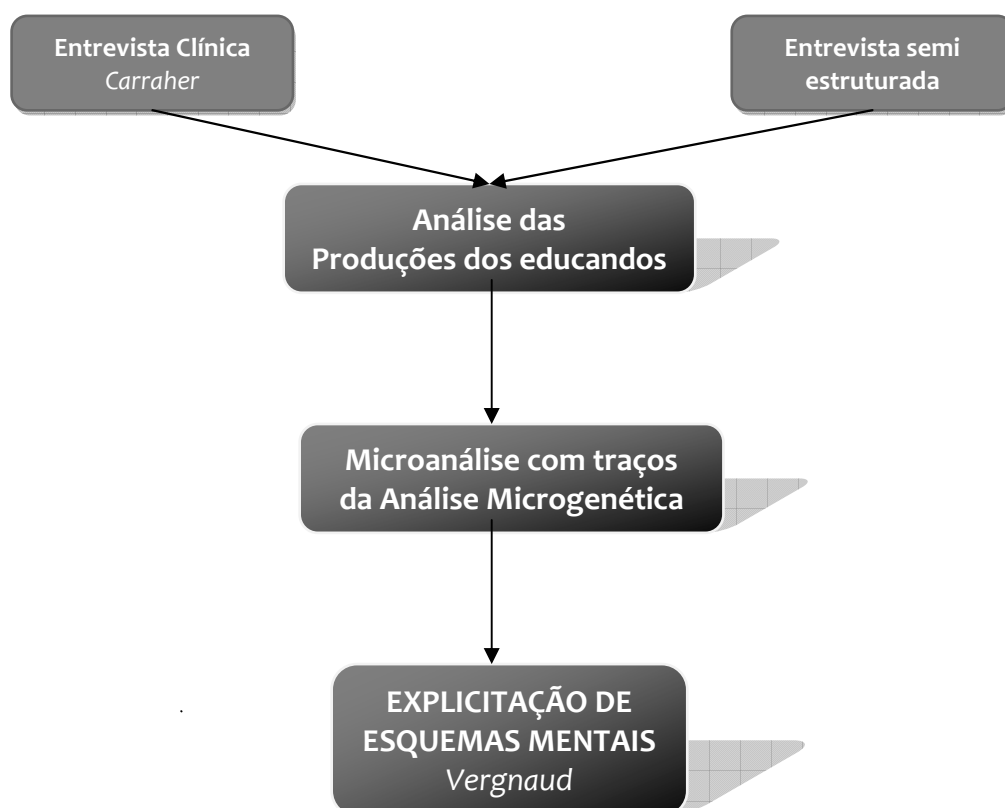 Entrevista Clínica
Carraher
Entrevista semi
estruturada
Análise das
Produções dos educandos
Microanálise com traços
da Análise Microgenética
EXPLICITAÇÃO DE
ESQUEMAS MENTAIS
Vergnaud